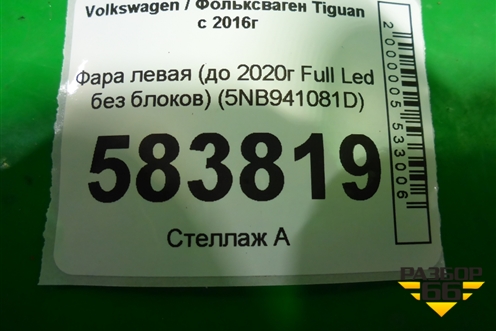 Volkswagen / Фольксваген Tiguan
с 2016г
Фара левая (до 2020г Full Led
без блоков) (5NB941081D)
583819
Стеллаж А
2000005533006
РАЗБОР
66